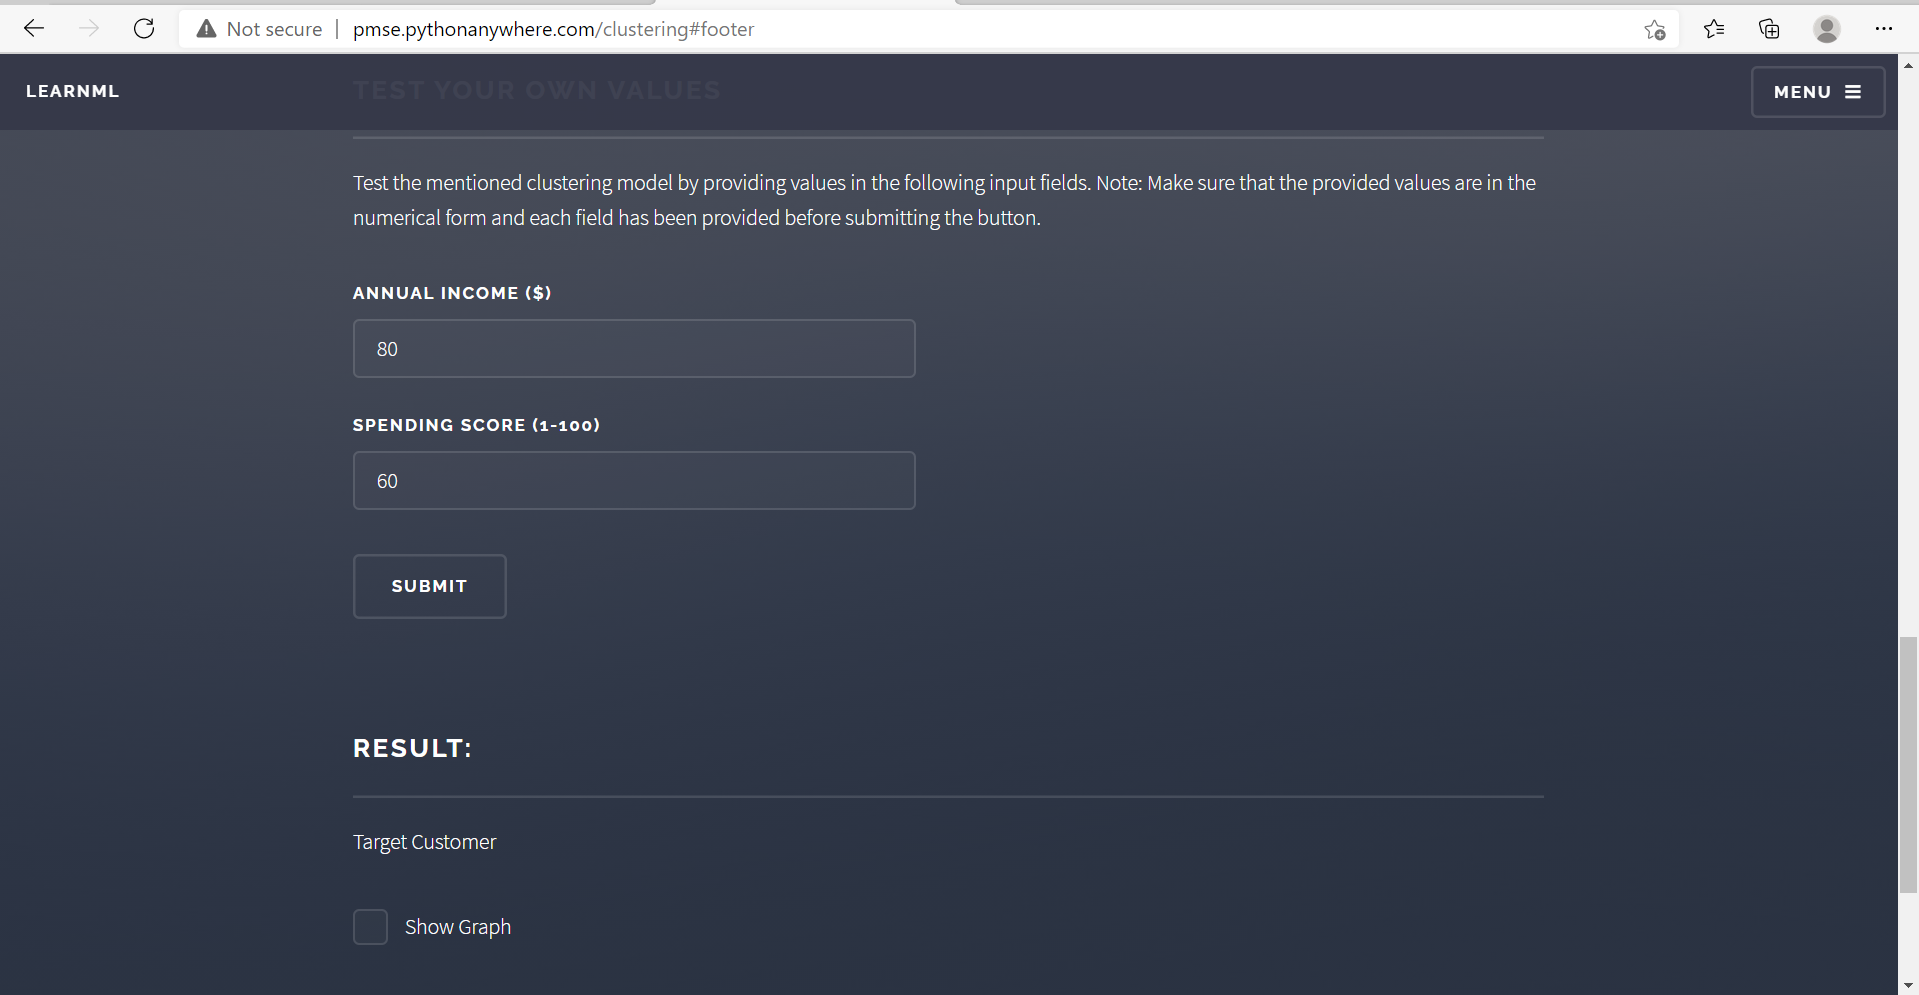 Not secure | pmse.pythonanywhere.com/clustering#footer
LEARNML
TEST YOUR OWN VALUES
MENU
Test the mentioned clustering model by providing values in the following input fields. Note: Make sure that the provided values are in the
numerical form and each field has been provided before submitting the button.
ANNUAL INCOME ($)
80
SPENDING SCORE (1-100)
60
SUBMIT
RESULT:
Target Customer
Show Graph